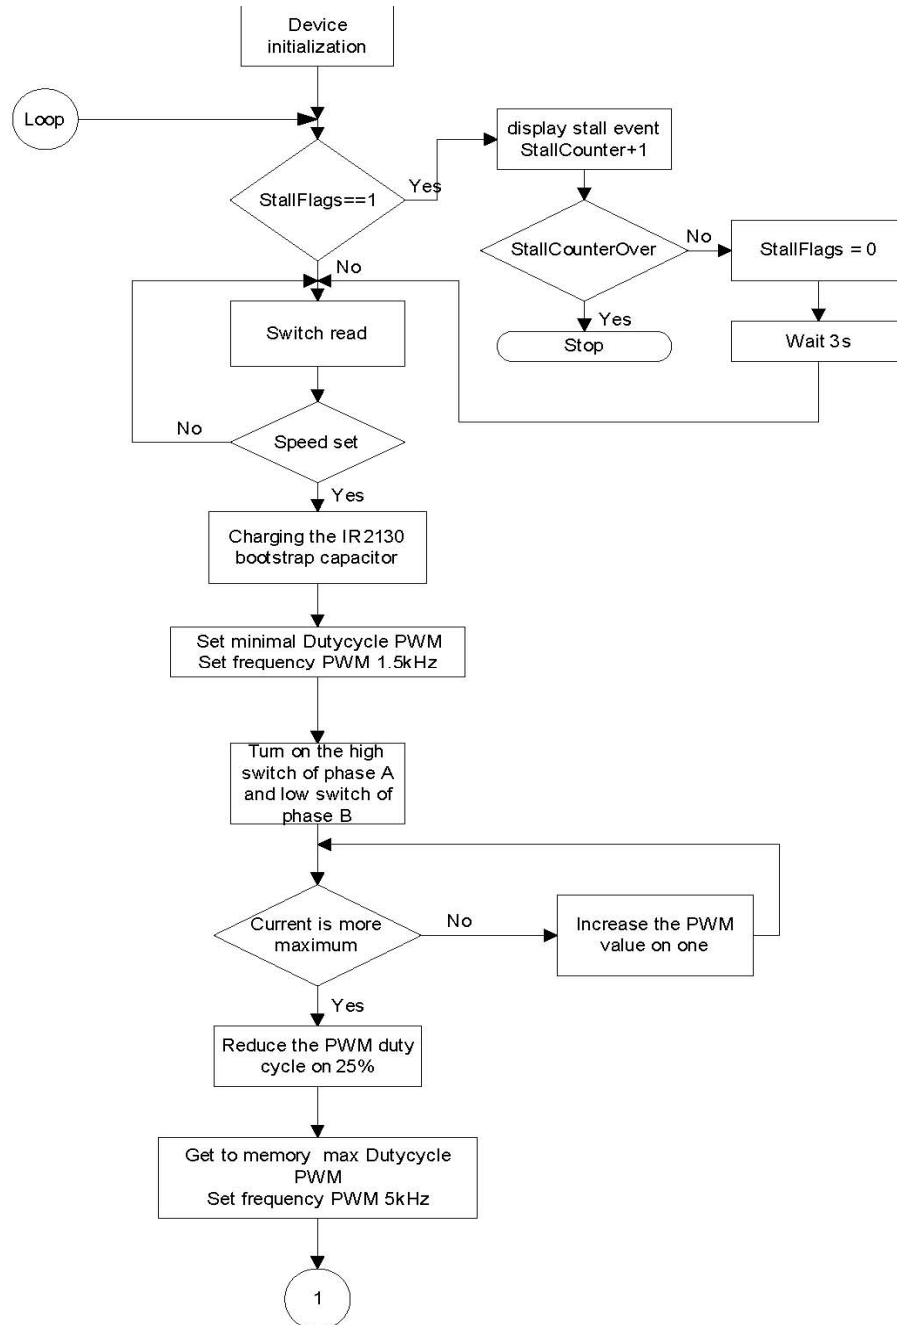 Device
initialization
Loop
display stall event
StallCounter+1
StallFlags==1
Yes
StallCounterOver
No
StallFlags = 0
No
Yes
Switch read
Stop
Wait 3s
No
Speed set
Yes
Charging the IR2130
bootstrap capacitor
Set minimal Dutycycle PWM
Set frequency PWM 1.5kHz
Turn on the high
switch of phase A
and low switch of
phase B
Current is more
maximum
No
Increase the PWM
value on one
Yes
Reduce the PWM duty
cycle on 25%
Get to memory max Dutycycle
PWM
Set frequency PWM 5kHz
1